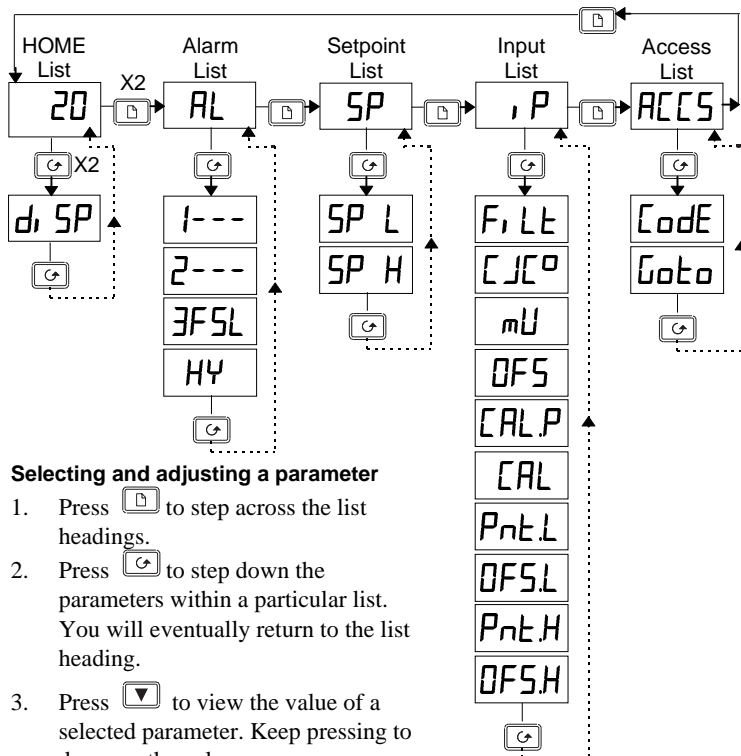 HOME List
Alarm List
Setpoint List
Input List
Access List
20
X2
AL
SP
iP
ACCS
X2
diSP
1---
2---
3FSL
HY
SP L
SP H
FiLt
CJC°
mV
OFS
CAL.P
CAL
Pnt.L
OFS.L
Pnt.H
OFS.H
CodE
Goto
Selecting and adjusting a parameter
1. Press to step across the list
headings.
2. Press to step down the
parameters within a particular list.
You will eventually return to the list
heading.
3. Press to view the value of a
selected parameter. Keep pressing to